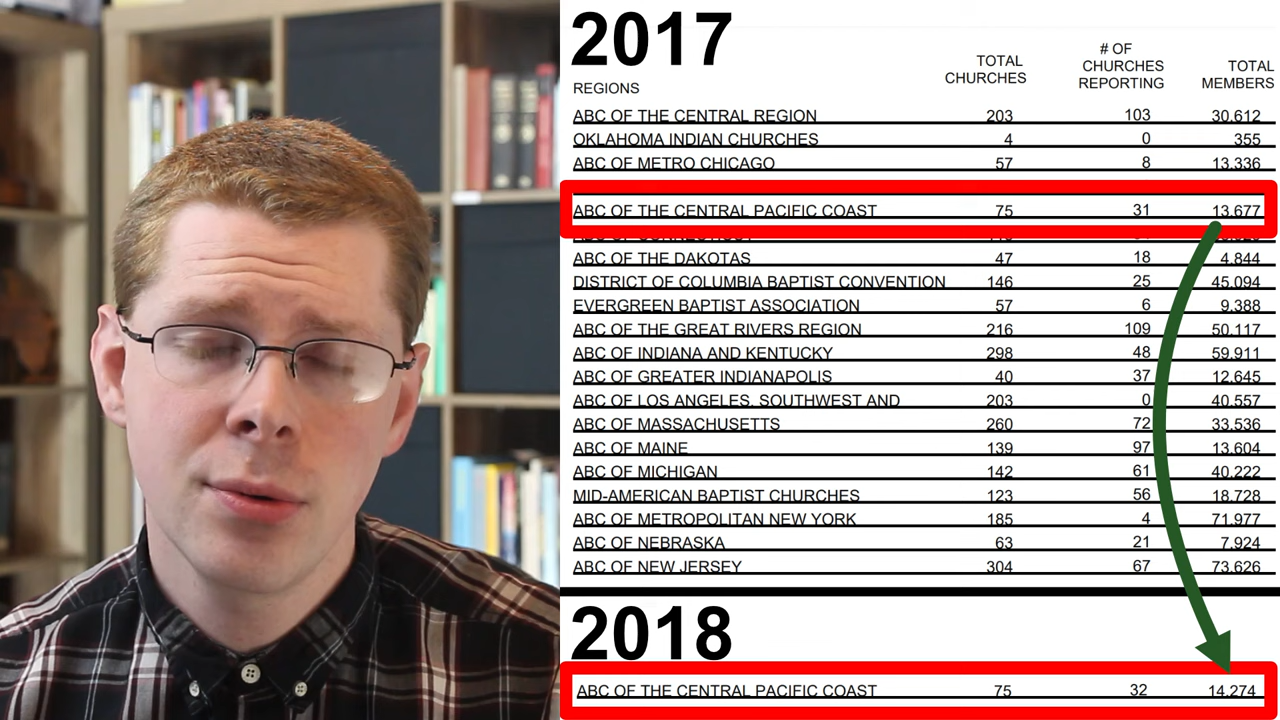 2017
REGIONS TOTAL CHURCHES # OF CHURCHES REPORTING TOTAL MEMBERS
ABC OF THE CENTRAL REGION 203 103 30,612
OKLAHOMA INDIAN CHURCHES 4 0 355
ABC OF METRO CHICAGO 57 8 13,336
ABC OF THE CENTRAL PACIFIC COAST 75 31 13,677
ABC OF THE DAKOTAS 47 18 4,844
DISTRICT OF COLUMBIA BAPTIST CONVENTION 146 25 45,094
EVERGREEN BAPTIST ASSOCIATION 57 6 9,388
ABC OF THE GREAT RIVERS REGION 216 109 50,117
ABC OF INDIANA AND KENTUCKY 298 48 59,911
ABC OF GREATER INDIANAPOLIS 40 37 12,645
ABC OF LOS ANGELES, SOUTHWEST AND 203 0 40,557
ABC OF MASSACHUSETTS 260 72 33,536
ABC OF MAINE 139 97 13,604
ABC OF MICHIGAN 142 61 40,222
MID-AMERICAN BAPTIST CHURCHES 123 56 18,728
ABC OF METROPOLITAN NEW YORK 185 4 71,977
ABC OF NEBRASKA 63 21 7,924
ABC OF NEW JERSEY 304 67 73,626
2018
ABC OF THE CENTRAL PACIFIC COAST 75 32 14,274